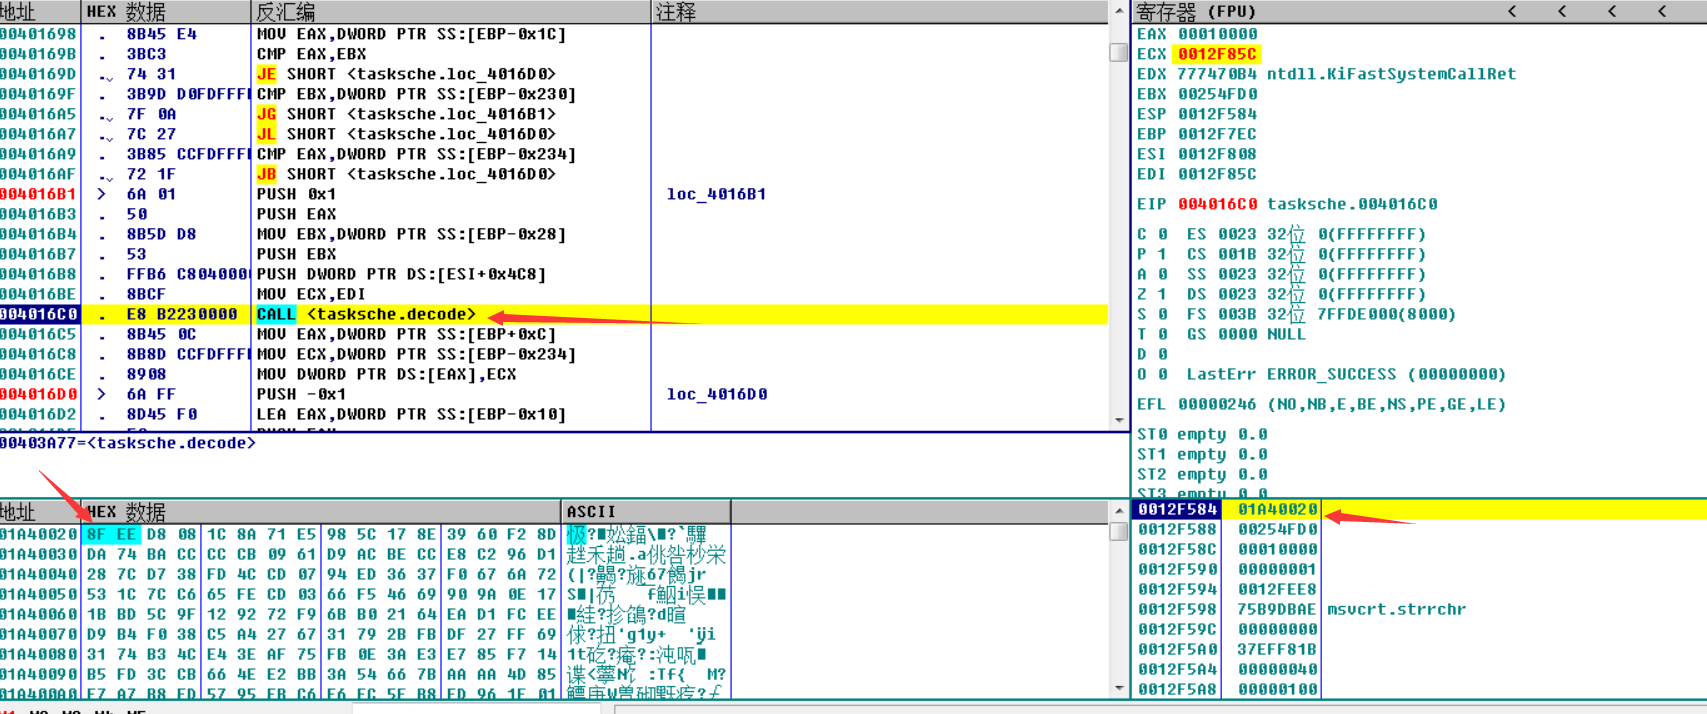 地址 HEX 数据 反汇编 注释
00401698 . 8B45 E4 MOV EAX,DWORD PTR SS:[EBP-0x1C]
0040169B . 3BC3 CMP EAX,EBX
0040169D . 74 31 JE SHORT <tasksche.loc_4016D0>
0040169F . 3B9D D0FDFFFF CMP EBX,DWORD PTR SS:[EBP-0x230]
004016A5 . 7F 0A JG SHORT <tasksche.loc_4016B1>
004016A7 . 7C 27 JL SHORT <tasksche.loc_4016D0>
004016A9 . 3B85 CCFDFFFF CMP EAX,DWORD PTR SS:[EBP-0x234]
004016AF . 72 1F JB SHORT <tasksche.loc_4016D0>
004016B1 > 6A 01 PUSH 0x1 loc_4016B1
004016B3 . 50 PUSH EAX
004016B4 . 8B5D D8 MOV EBX,DWORD PTR SS:[EBP-0x28]
004016B7 . 53 PUSH EBX
004016B8 . FFB6 C804000 PUSH DWORD PTR DS:[ESI+0x4C8]
004016BE . 8BCF MOV ECX,EDI
004016C0 . E8 B2230000 CALL <tasksche.decode>
004016C5 . 8B45 0C MOV EAX,DWORD PTR SS:[EBP+0xC]
004016C8 . 8B8D CCFDFFFF MOV ECX,DWORD PTR SS:[EBP-0x234]
004016CE . 8908 MOV DWORD PTR DS:[EAX],ECX
004016D0 > 6A FF PUSH -0x1 loc_4016D0
004016D2 . 8D45 F0 LEA EAX,DWORD PTR SS:[EBP-0x10]
00403A77=<tasksche.decode>
寄存器 (FPU) < < < <
EAX 00010000
ECX 0012F85C
EDX 777470B4 ntdll.KiFastSystemCallRet
EBX 00254FD0
ESP 0012F584
EBP 0012F7EC
ESI 0012F808
EDI 0012F85C
EIP 004016C0 tasksche.004016C0
C 0 ES 0023 32位 0(FFFFFFFF)
P 1 CS 001B 32位 0(FFFFFFFF)
A 0 SS 0023 32位 0(FFFFFFFF)
Z 1 DS 0023 32位 0(FFFFFFFF)
S 0 FS 003B 32位 7FFDE000(8000)
T 0 GS 0000 NULL
D 0
O 0 LastErr ERROR_SUCCESS (00000000)
EFL 00000246 (NO,NB,E,BE,NS,PE,GE,LE)
ST0 empty 0.0
ST1 empty 0.0
ST2 empty 0.0
ST3 empty 0.0
地址 HEX 数据 ASCII
01A40020 8F EE D8 08 1C 8A 71 E5 98 5C 17 8E 39 60 F2 8D
01A40030 DA 74 BA CC CC CB 09 61 D9 AC BE CC E8 C2 96 D1
01A40040 28 7C D7 38 FD 4C CD 07 94 ED 36 37 F0 67 6A 72
01A40050 53 1C 7C C6 65 FE CD 03 66 F5 46 69 90 9A 0E 17
01A40060 1B BD 5C 9F 12 92 72 F9 6B B0 21 64 EA D1 FC EE
01A40070 D9 B4 F0 38 C5 A4 27 67 31 79 2B FB DF 27 FF 69
01A40080 31 74 B3 4C E4 3E AF 75 FB 0E 3A E3 E7 85 F7 14
01A40090 B5 FD 3C CB 66 4E E2 BB 3A 54 66 7B AA AA 4D 85
01A400A0 E7 A7 B8 ED 57 95 EB C6 F6 FC 5F B8 ED 96 1F 01
0012F584 01A40020
0012F588 00254FD0
0012F58C 00010000
0012F590 00000001
0012F594 0012FEE8
0012F598 75B9DBAE msvcrt.strrchr
0012F59C 00000000
0012F5A0 37EFF81B
0012F5A4 00000040
0012F5A8 00000100